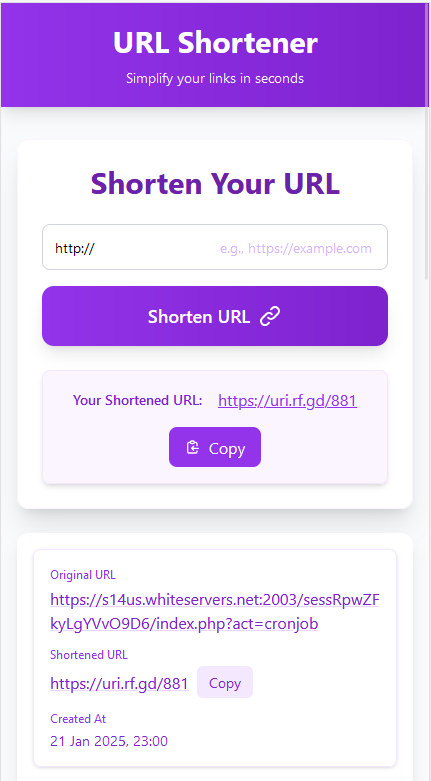 URL Shortener
Simplify your links in seconds
Shorten Your URL
http:// e.g., https://example.com
Shorten URL
Your Shortened URL: https://uri.rf.gd/881
Copy
Original URL
https://s14us.whiteservers.net:2003/sessRpwZF
kyLgYVvO9D6/index.php?act=cronjob
Shortened URL
https://uri.rf.gd/881 Copy
Created At
21 Jan 2025, 23:00